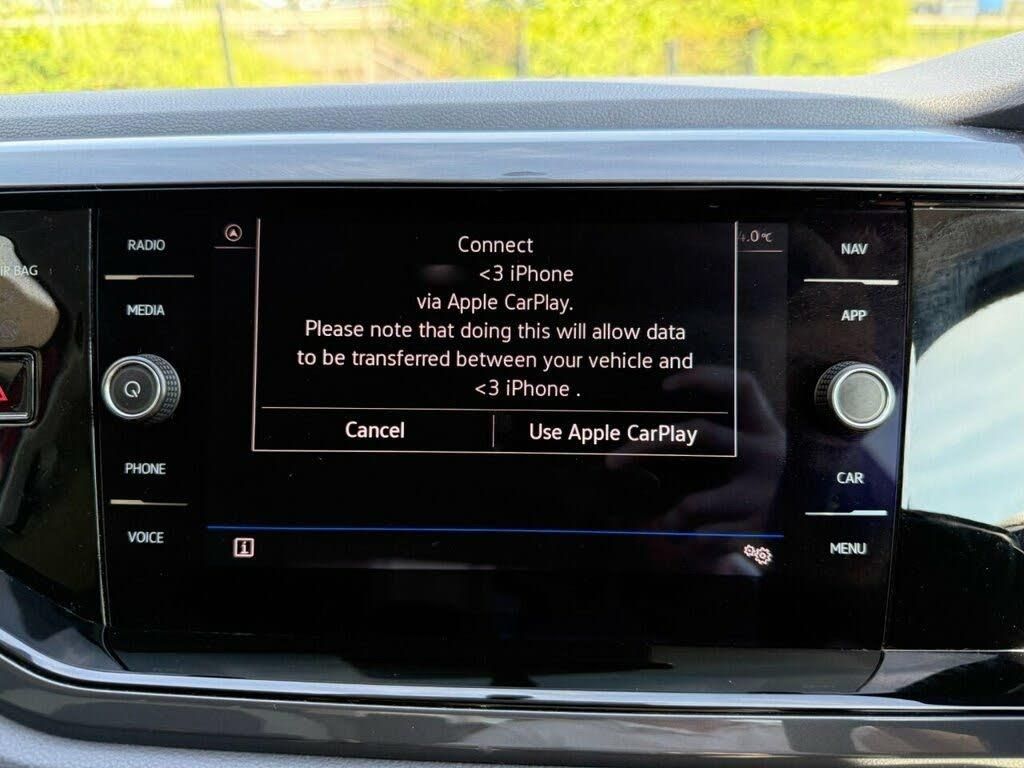 RADIO
MEDIA
PHONE
VOICE
Connect
<3 iPhone
via Apple CarPlay.
Please note that doing this will allow data
to be transferred between your vehicle and
<3 iPhone .
Cancel
Use Apple CarPlay
.0 °C
i
NAV
APP
CAR
MENU
BAG